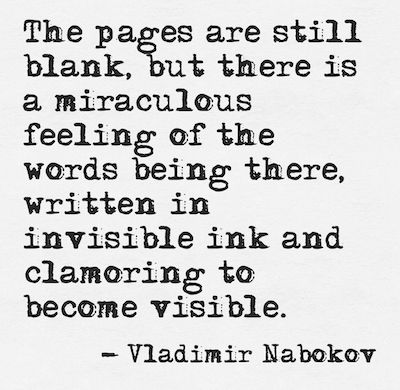 The pages are still
blank, but there is
a miraculous
feeling of the
words being there,
written in
invisible ink and
clamoring to
become visible.
– Vladimir Nabokov